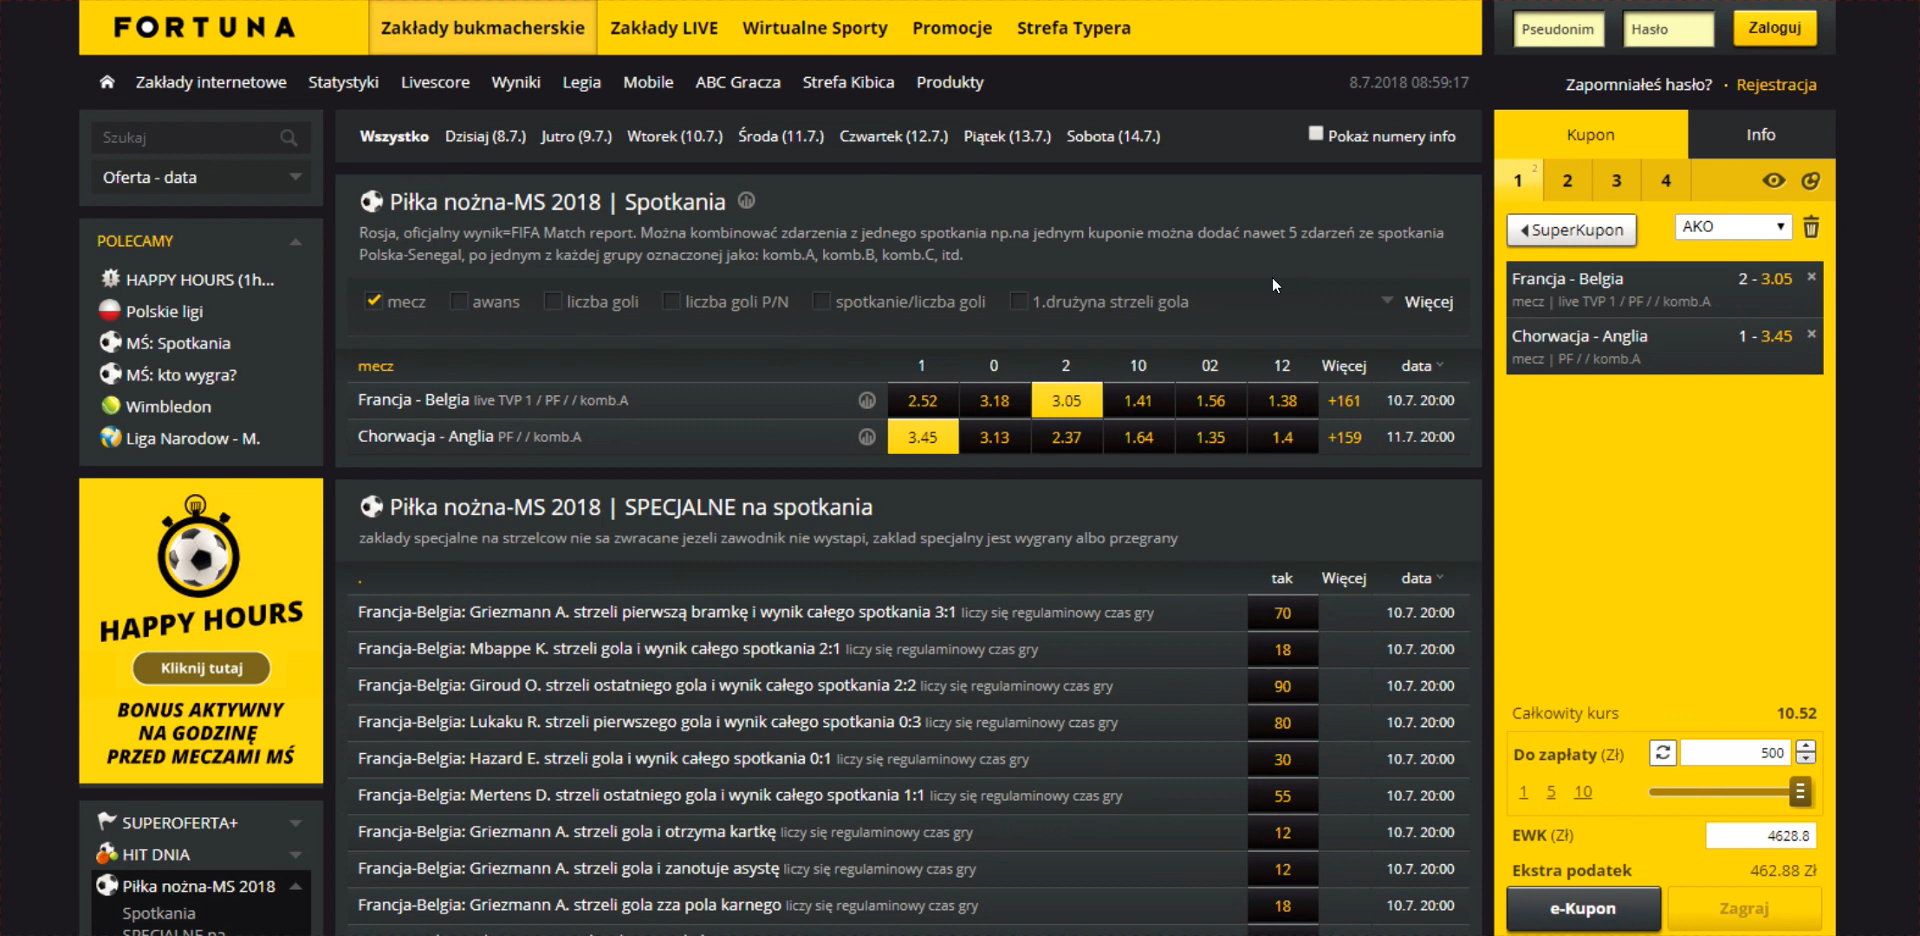 FORTUNA
Zakłady bukmacherskie
Zakłady LIVE
Wirtualne Sporty
Promocje
Strefa Typera
Pseudonim
Hasło
Zaloguj
Zakłady internetowe
Statystyki
Livescore
Wyniki
Legia
Mobile
ABC Gracza
Strefa Kibica
Produkty
8.7.2018 08:59:17
Zapomniałeś hasło? · Rejestracja
Szukaj
Oferta - data
POLECAMY
HAPPY HOURS (1h...
Polskie ligi
MŚ: Spotkania
MŚ: kto wygra?
Wimbledon
Liga Narodow - M.
HAPPY HOURS
Kliknij tutaj
BONUS AKTYWNY
NA GODZINĘ
PRZED MECZAMI MŚ
SUPEROFERTA+
HIT DNIA
Piłka nożna-MS 2018
Spotkania
SPECJALNE na
Wszystko Dzisiaj (8.7.) Jutro (9.7.) Wtorek (10.7.) Środa (11.7.) Czwartek (12.7.) Piątek (13.7.) Sobota (14.7.) Pokaż numery info
Piłka nożna-MS 2018 | Spotkania
Rosja, oficjalny wynik=FIFA Match report. Można kombinować zdarzenia z jednego spotkania np.na jednym kuponie można dodać nawet 5 zdarzeń ze spotkania
Polska-Senegal, po jednym z każdej grupy oznaczonej jako: komb.A, komb.B, komb.C, itd.
mecz awans liczba goli liczba goli P/N spotkanie/liczba goli 1.drużyna strzeli gola Więcej
mecz 1 0 2 10 02 12 Więcej data
Francja - Belgia live TVP 1 / PF / / komb.A 2.52 3.18 3.05 1.41 1.56 1.38 +161 10.7. 20:00
Chorwacja - Anglia PF / / komb.A 3.45 3.13 2.37 1.64 1.35 1.4 +159 11.7. 20:00
Piłka nożna-MS 2018 | SPECJALNE na spotkania
zaklady specjalne na strzelcow nie sa zwracane jezeli zawodnik nie wystapi, zaklad specjalny jest wygrany albo przegrany
. tak Więcej data
Francja-Belgia: Griezmann A. strzeli pierwszą bramkę i wynik całego spotkania 3:1 liczy się regulaminowy czas gry 70 10.7. 20:00
Francja-Belgia: Mbappe K. strzeli gola i wynik całego spotkania 2:1 liczy się regulaminowy czas gry 18 10.7. 20:00
Francja-Belgia: Giroud O. strzeli ostatniego gola i wynik całego spotkania 2:2 liczy się regulaminowy czas gry 90 10.7. 20:00
Francja-Belgia: Lukaku R. strzeli pierwszego gola i wynik całego spotkania 0:3 liczy się regulaminowy czas gry 80 10.7. 20:00
Francja-Belgia: Hazard E. strzeli gola i wynik całego spotkania 0:1 liczy się regulaminowy czas gry 30 10.7. 20:00
Francja-Belgia: Mertens D. strzeli ostatniego gola i wynik całego spotkania 1:1 liczy się regulaminowy czas gry 55 10.7. 20:00
Francja-Belgia: Griezmann A. strzeli gola i otrzyma kartkę liczy się regulaminowy czas gry 12 10.7. 20:00
Francja-Belgia: Griezmann A. strzeli gola i zanotuje asystę liczy się regulaminowy czas gry 12 10.7. 20:00
Francja-Belgia: Griezmann A. strzeli gola zza pola karnego liczy się regulaminowy czas gry 18 10.7. 20:00
Kupon
Info
1 2 2 3 4
SuperKupon
AKO
Francja - Belgia 2 - 3.05 ×
mecz | live TVP 1 / PF / / komb.A
Chorwacja - Anglia 1 - 3.45 ×
mecz | PF / / komb.A
Całkowity kurs 10.52
Do zapłaty (Zł) 500
1 5 10
EWK (Zł) 4628.8
Ekstra podatek 462.88 Zł
e-Kupon
Zagraj